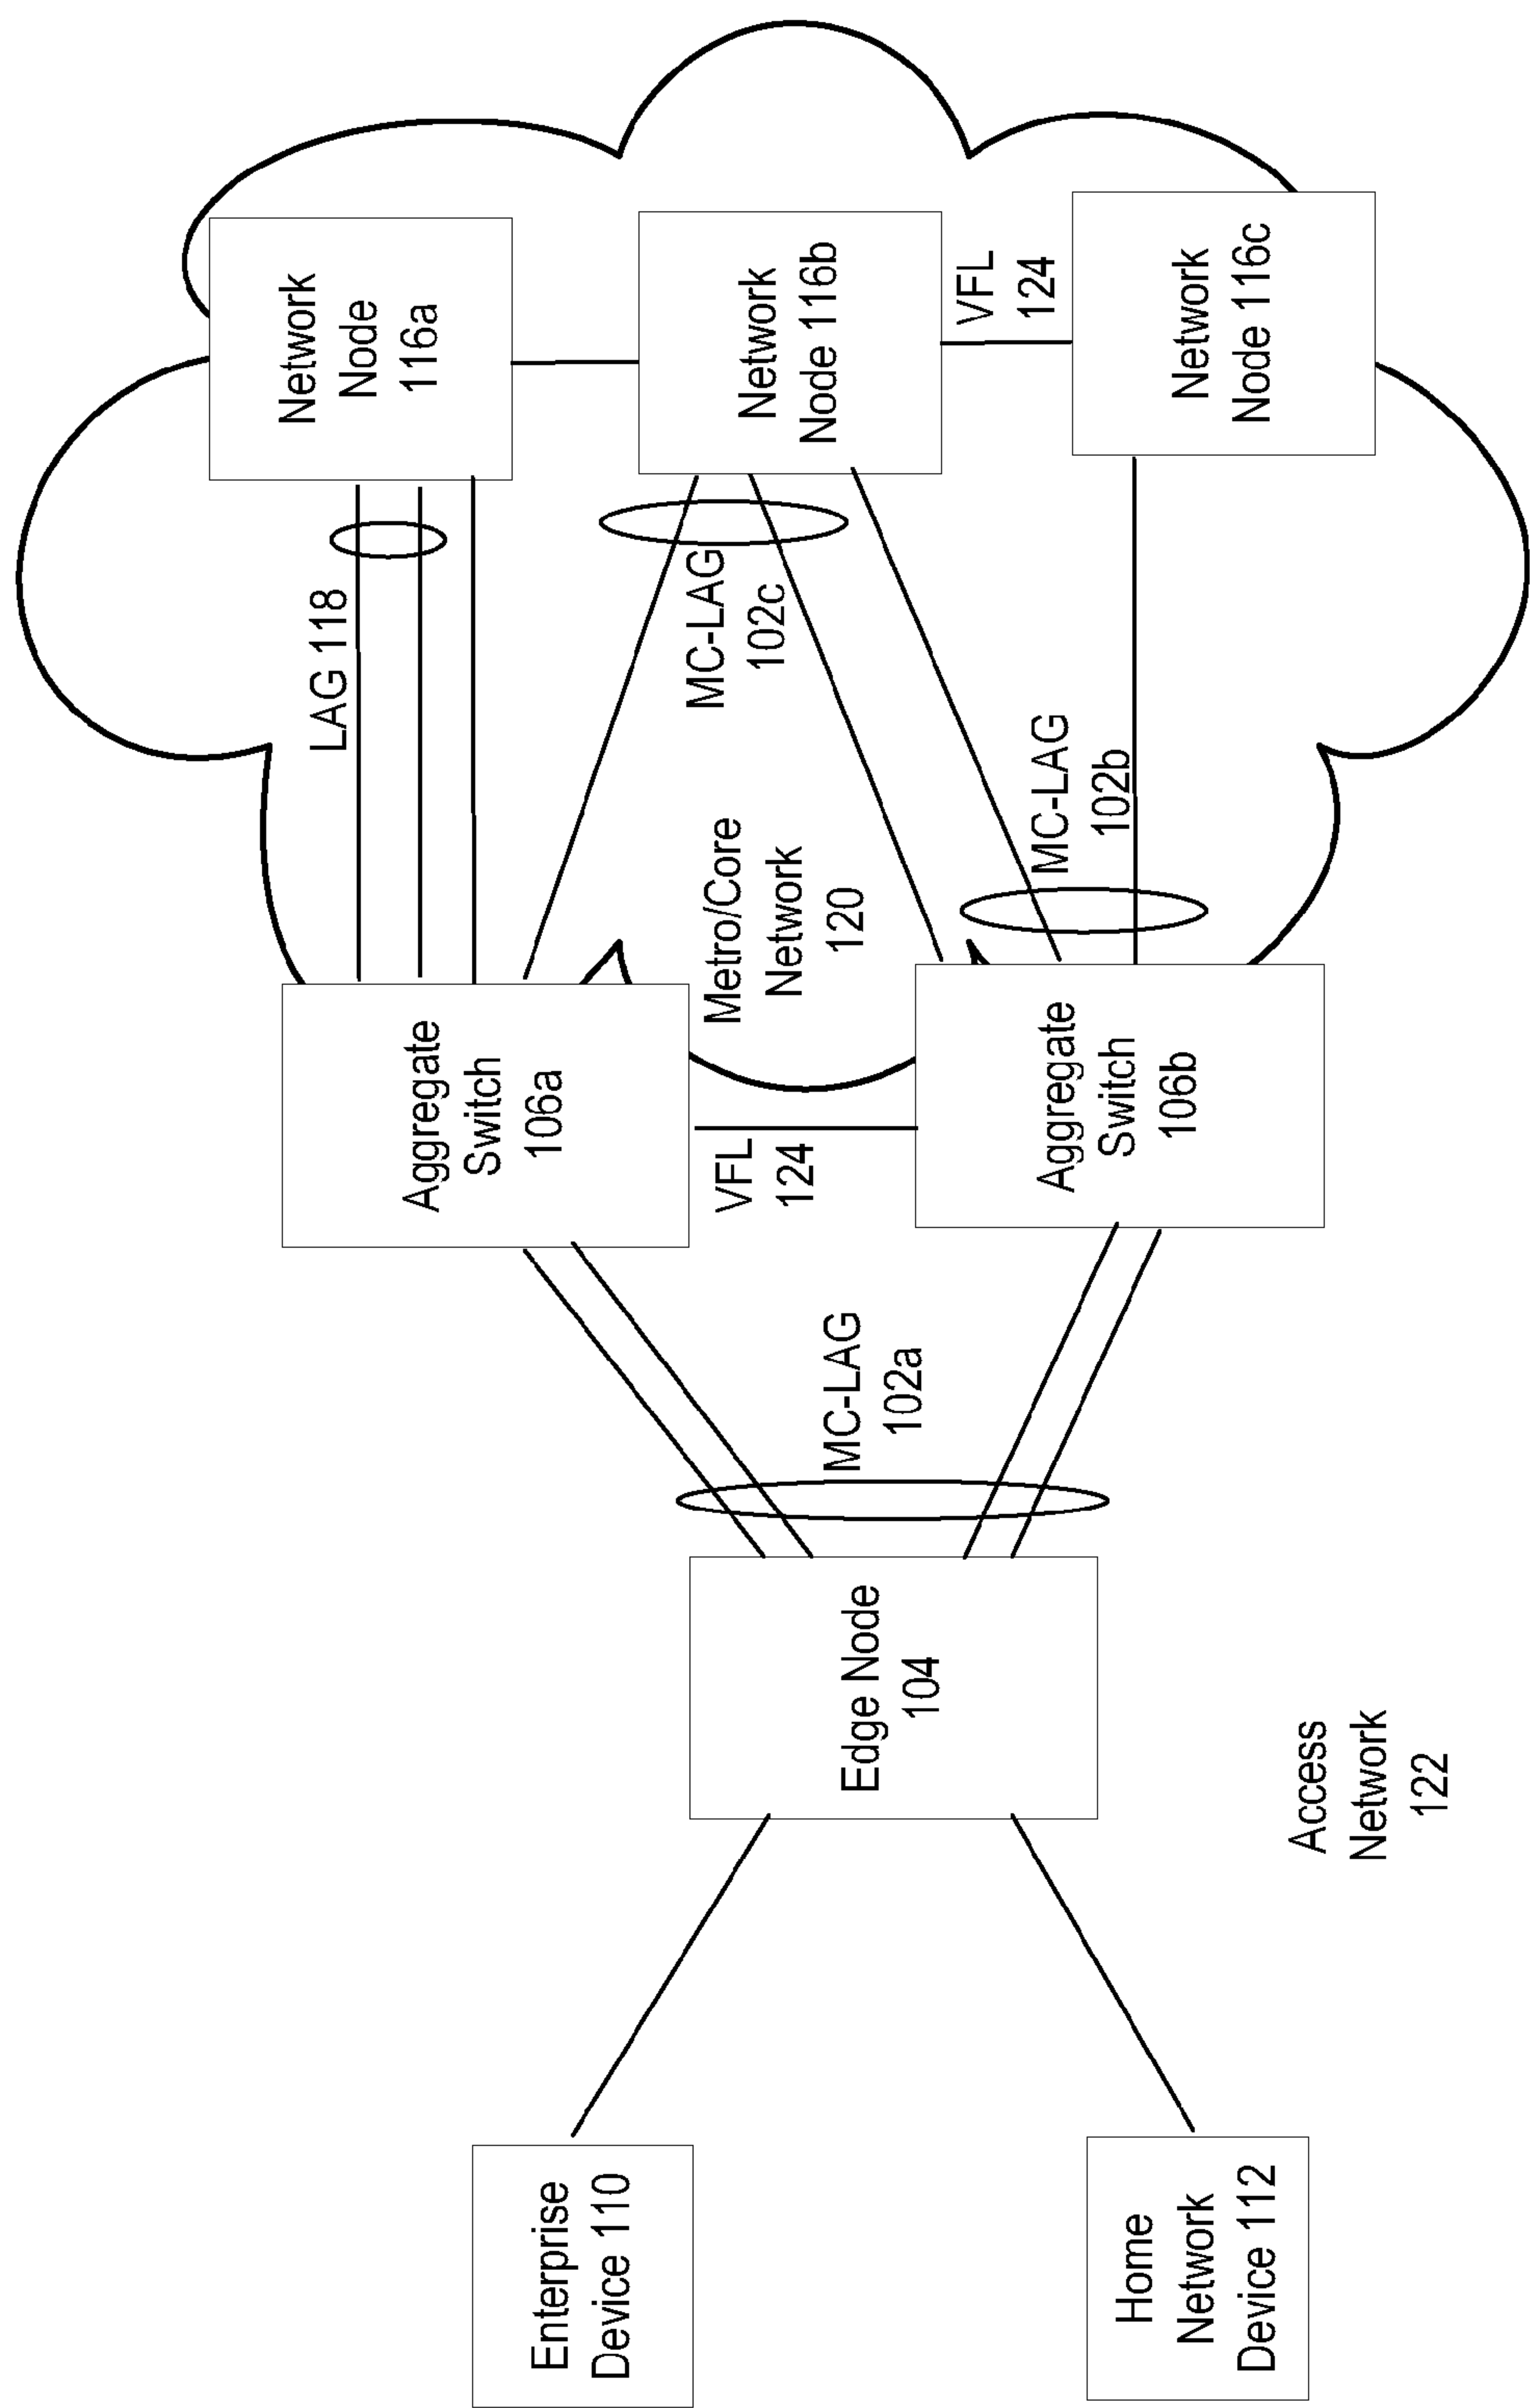 Enterprise
Device 110
Home
Network
Device 112
Edge Node
104
Access
Network
122
MC-LAG
102a
Aggregate
Switch
106a
VFL
124
Aggregate
Switch
106b
Metro/Core
Network
120
LAG 118
MC-LAG
102c
MC-LAG
102b
Network
Node
116a
Network
Node 116b
VFL
124
Network
Node 116c